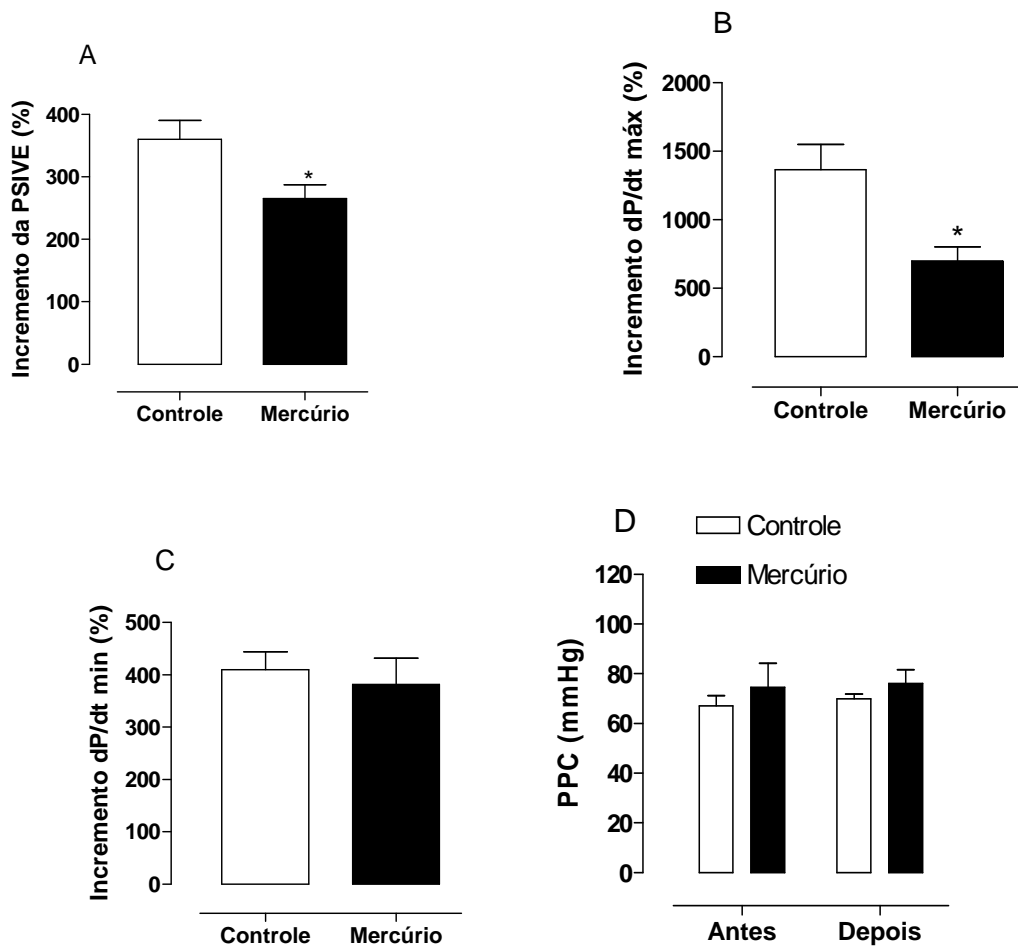 A
Incremento da PSIVE (%)
400
300
200
100
0
*
Controle
Mercúrio
B
Incremento dP/dt máx (%)
2000
1500
1000
500
0
*
Controle
Mercúrio
C
Incremento dP/dt min (%)
500
400
300
200
100
0
Controle
Mercúrio
D
Controle
Mercúrio
PPC (mmHg)
120
100
80
60
40
20
0
Antes
Depois